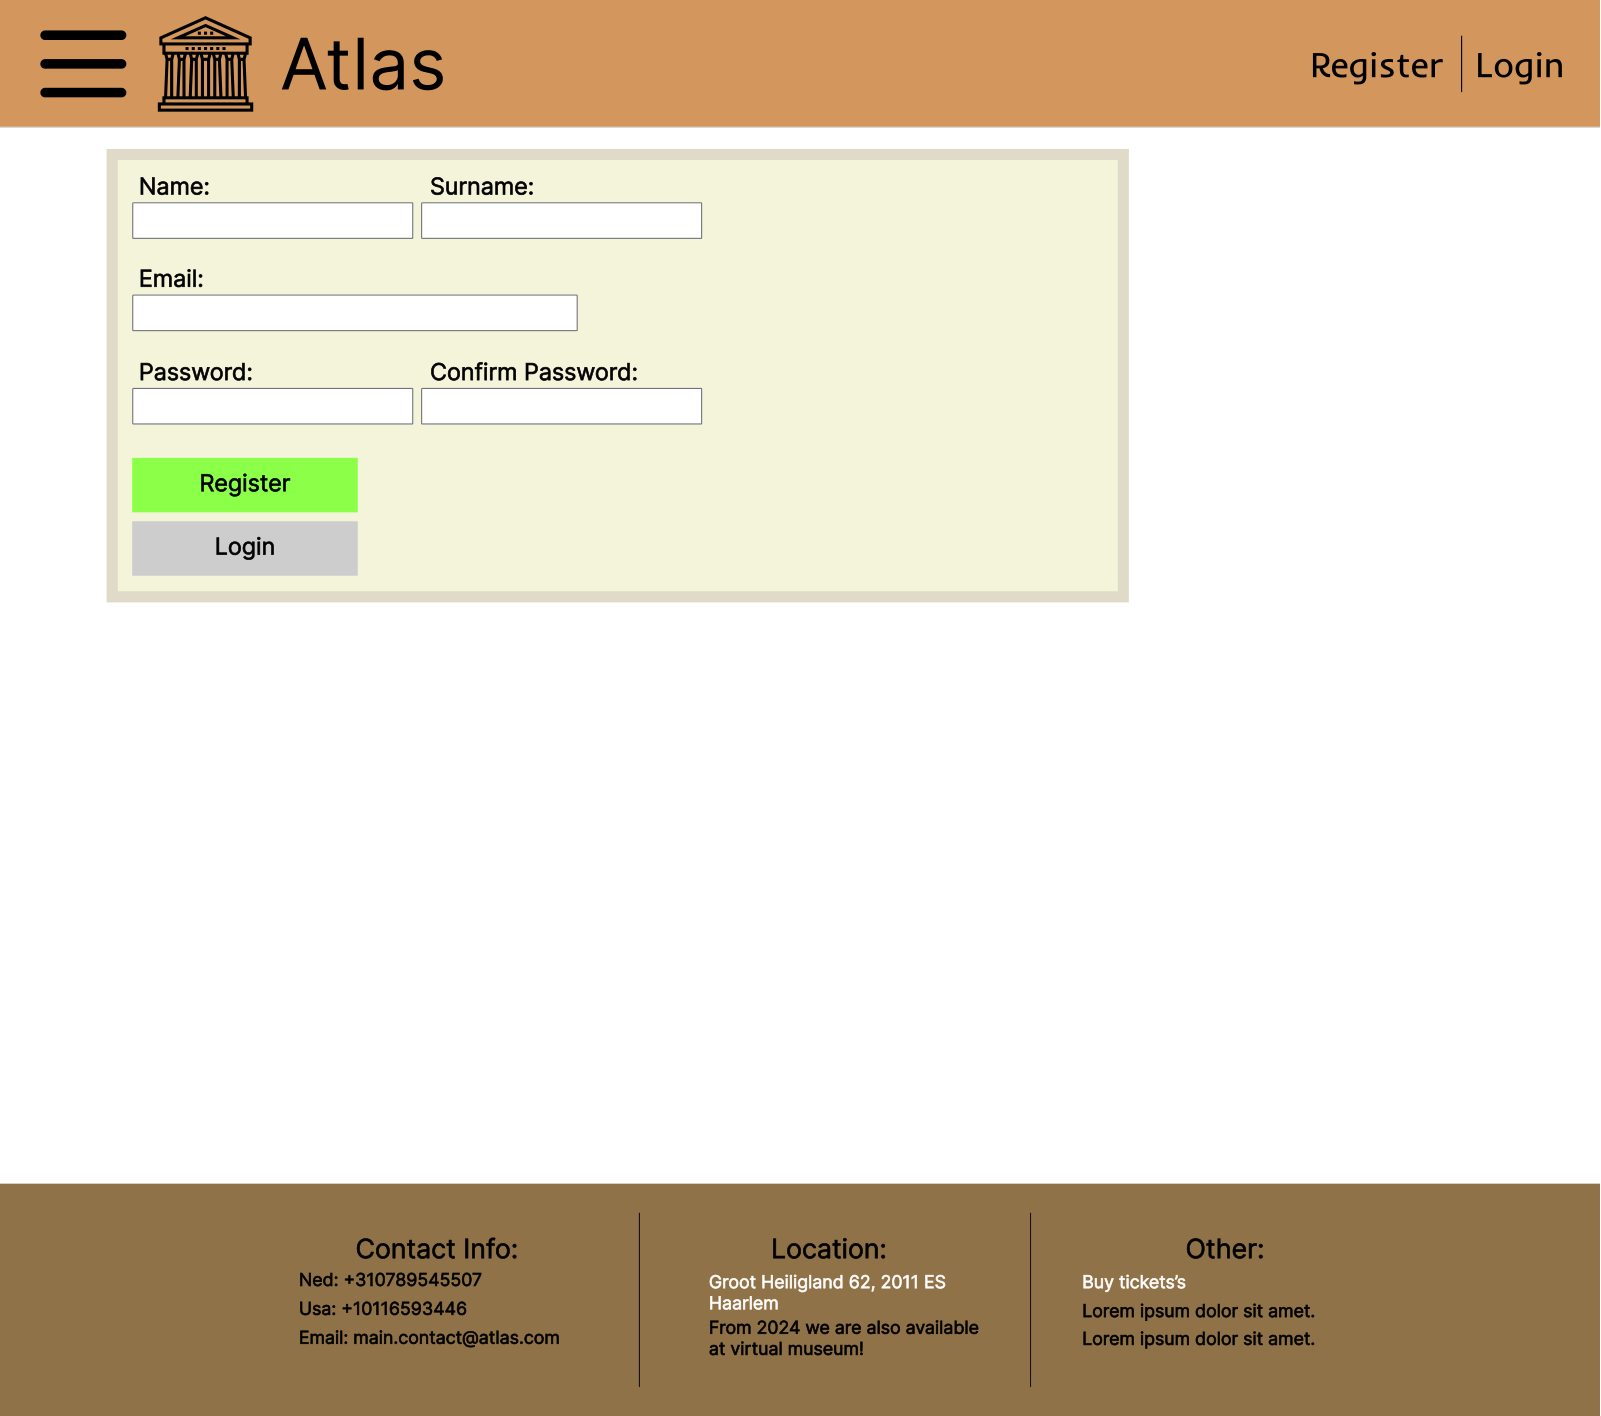 Atlas
Register
Login
Name:
Surname:
Email:
Password:
Confirm Password:
Register
Login
Contact Info:
Ned: +310789545507
Usa: +10116593446
Email: main.contact@atlas.com
Location:
Groot Heiligland 62, 2011 ES
Haarlem
From 2024 we are also available
at virtual museum!
Other:
Buy tickets’s
Lorem ipsum dolor sit amet.
Lorem ipsum dolor sit amet.